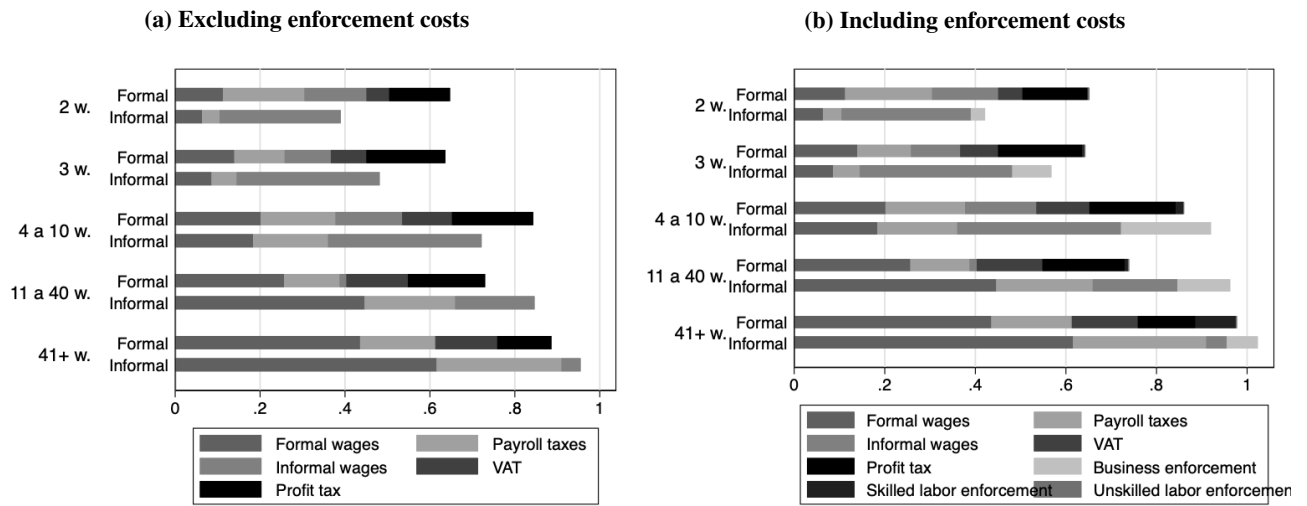 (a) Excluding enforcement costs
2 w.
Formal
Informal
3 w.
Formal
Informal
4 a 10 w.
Formal
Informal
11 a 40 w.
Formal
Informal
41+ w.
Formal
Informal
0 .2 .4 .6 .8 1
Formal wages Payroll taxes
Informal wages VAT
Profit tax
(b) Including enforcement costs
2 w.
Formal
Informal
3 w.
Formal
Informal
4 a 10 w.
Formal
Informal
11 a 40 w.
Formal
Informal
41+ w.
Formal
Informal
0 .2 .4 .6 .8 1
Formal wages Payroll taxes
Informal wages VAT
Profit tax Business enforcement
Skilled labor enforcement Unskilled labor enforcemen